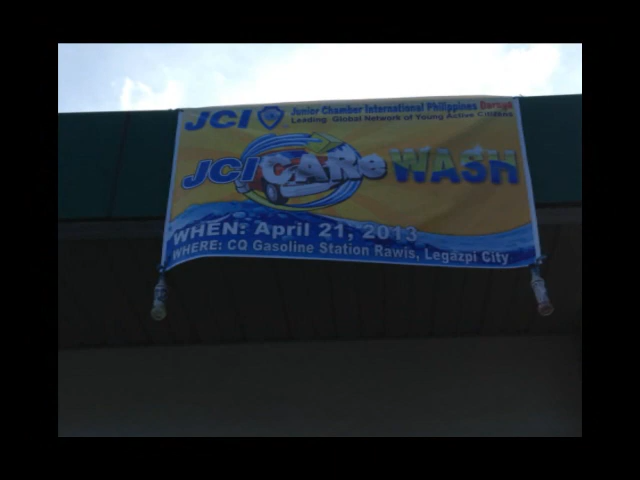 JCI Junior Chamber International Philippines Daraga
Leading Global Network of Young Active Citizens
JCI CARe WASH
WHEN: April 21, 2013
WHERE: CQ Gasoline Station Rawis, Legazpi City